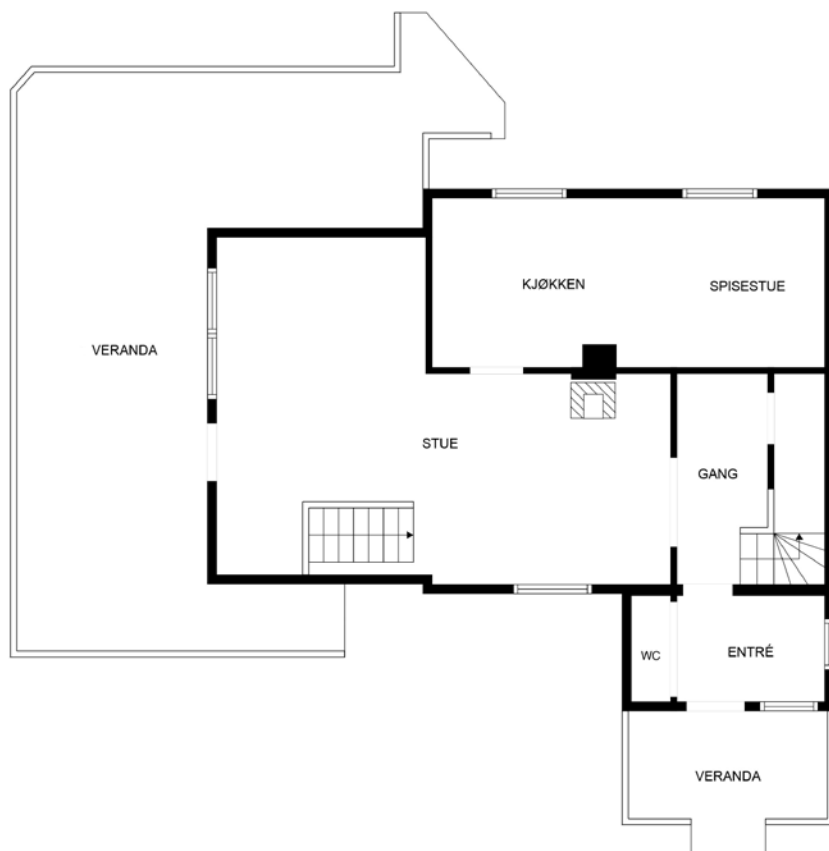 KJØKKEN
SPISESTUE
VERANDA
STUE
GANG
WC
ENTRÉ
VERANDA